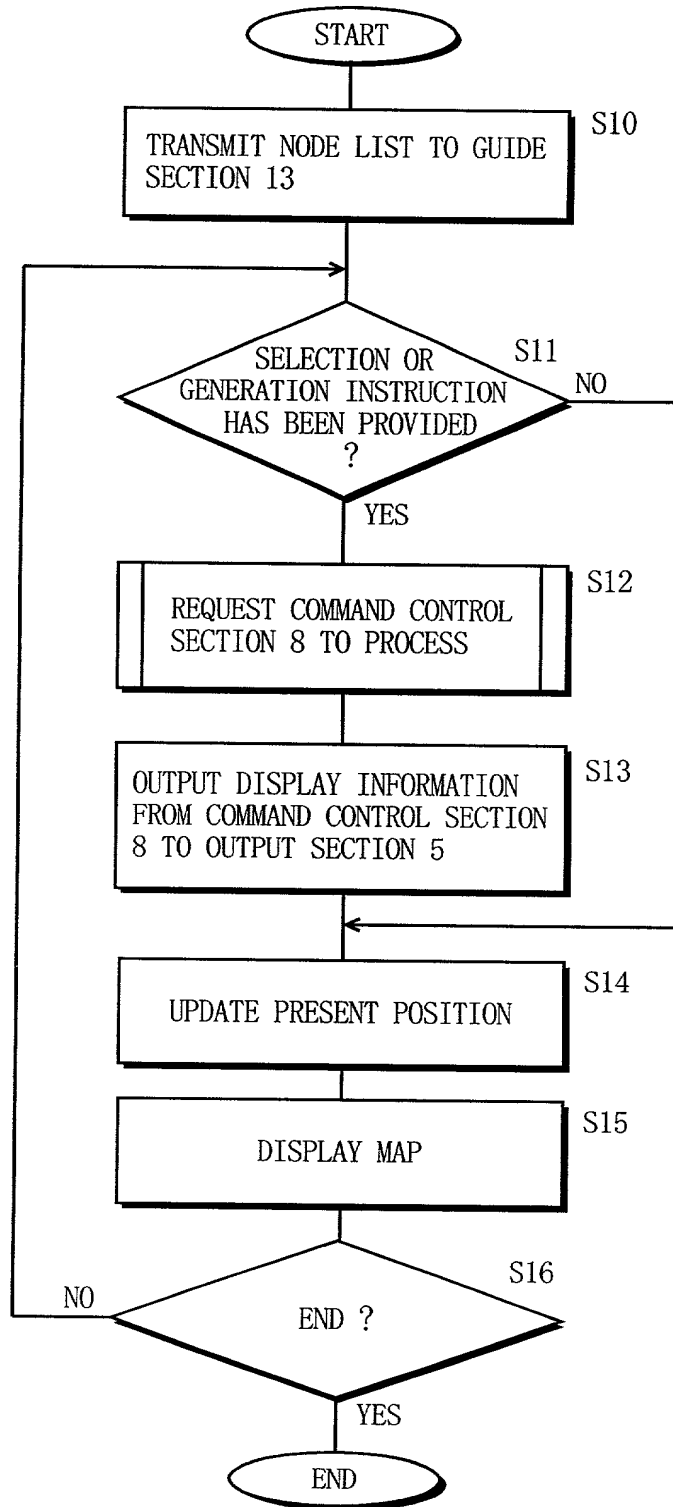 START
S10
TRANSMIT NODE LIST TO GUIDE
SECTION 13
S11
SELECTION OR
GENERATION INSTRUCTION
HAS BEEN PROVIDED
?
NO
YES
S12
REQUEST COMMAND CONTROL
SECTION 8 TO PROCESS
S13
OUTPUT DISPLAY INFORMATION
FROM COMMAND CONTROL SECTION
8 TO OUTPUT SECTION 5
S14
UPDATE PRESENT POSITION
S15
DISPLAY MAP
S16
NO
END ?
YES
END